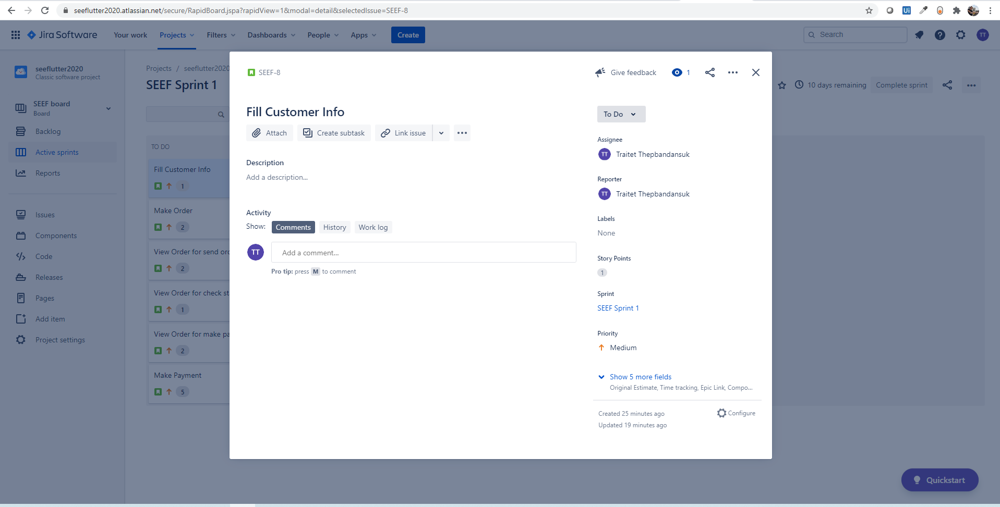 seeflutter2020.atlassian.net/secure/RapidBoard.jspa?rapidView=1&modal=detail&selectedIssue=SEEF-8
Ui
Jira Software
Your work
Projects
Filters
Dashboards
People
Apps
Create
Search
TT
seeflutter2020
Classic software project
SEEF board
Board
Backlog
Active sprints
Reports
Issues
Components
Code
Releases
Pages
Add item
Project settings
Projects / seeflutter2020
SEEF Sprint 1
10 days remaining
Complete sprint
TO DO
Fill Customer Info
1
Make Order
2
View Order for send orc
2
View Order for check st
1
View Order for make pa
2
Make Payment
5
SEEF-8
Give feedback
1
Fill Customer Info
Attach
Create subtask
Link issue
Description
Add a description...
Activity
Show: Comments History Work log
TT
Add a comment...
Pro tip: press M to comment
To Do
Assignee
TT Traitet Thepbandansuk
Reporter
TT Traitet Thepbandansuk
Labels
None
Story Points
1
Sprint
SEEF Sprint 1
Priority
Medium
Show 5 more fields
Original Estimate, Time tracking, Epic Link, Compo...
Created 25 minutes ago
Configure
Updated 19 minutes ago
Quickstart